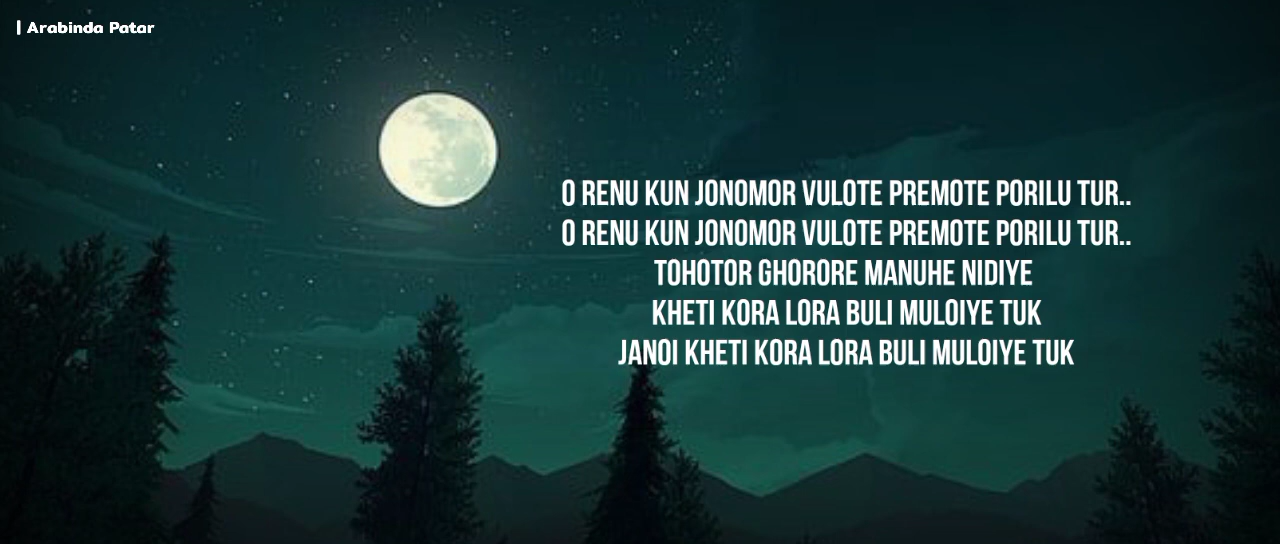 | Arabinda Patar
O RENU KUN JONOMOR VULOTE PREMOTE PORILU TUR..
O RENU KUN JONOMOR VULOTE PREMOTE PORILU TUR..
TOHOTOR GHORORE MANUHE NIDIYE
KHETI KORA LORA BULI MULOIYE TUK
JANOI KHETI KORA LORA BULI MULOIYE TUK